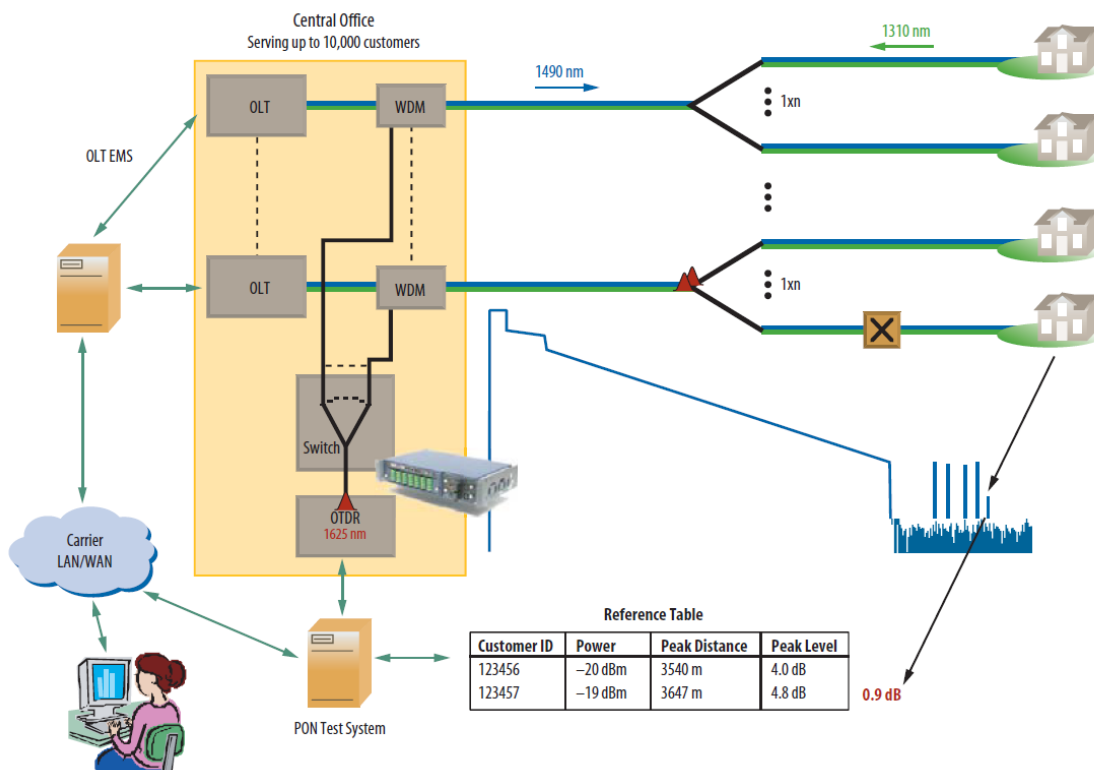 Central Office
Serving up to 10,000 customers
1310 nm
1490 nm
OLT
WDM
1xn
OLT EMS
OLT
WDM
1xn
Switch
OTDR
1625 nm
Carrier
LAN/WAN
Reference Table
Customer ID Power Peak Distance Peak Level
123456 –20 dBm 3540 m 4.0 dB
123457 –19 dBm 3647 m 4.8 dB
0.9 dB
PON Test System